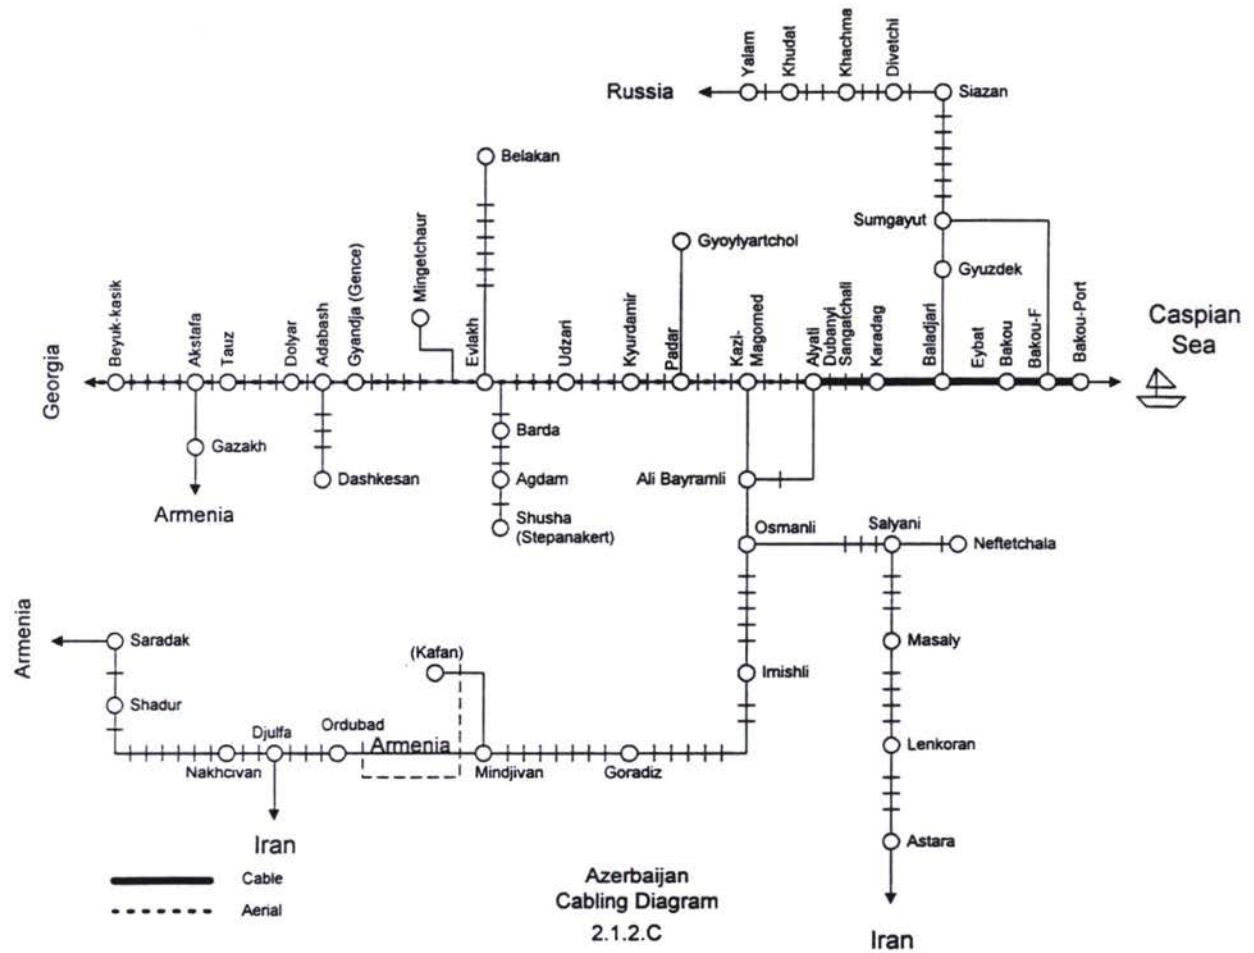 Yalam
Khudat
Khachma
Divetchi
Russia
Siazan
Belakan
Sumgayut
Gyoylyartchol
Gyuzdek
Mingetchaur
Caspian
Sea
Georgia
Beyuk-kasik
Akstafa
Tauz
Dolyar
Adabash
Gyandja (Gence)
Evlakh
Udzari
Kyurdamir
Padar
Kazi-
Magomed
Alyati
Dubanyi
Sangatchali
Karadag
Baladjari
Eybat
Bakou
Bakou-F
Bakou-Port
Barda
Gazakh
Dashkesan
Agdam
Ali Bayramli
Armenia
Shusha
(Stepanakert)
Osmanli
Salyani
Neftetchala
Armenia
Saradak
(Kafan)
Masaly
Imishli
Shadur
Ordubad
Djulfa
Armenia
Lenkoran
Nakhcivan
Mindjivan
Goradiz
Iran
Astara
Cable
Aerial
Azerbaijan
Cabling Diagram
2.1.2.C
Iran